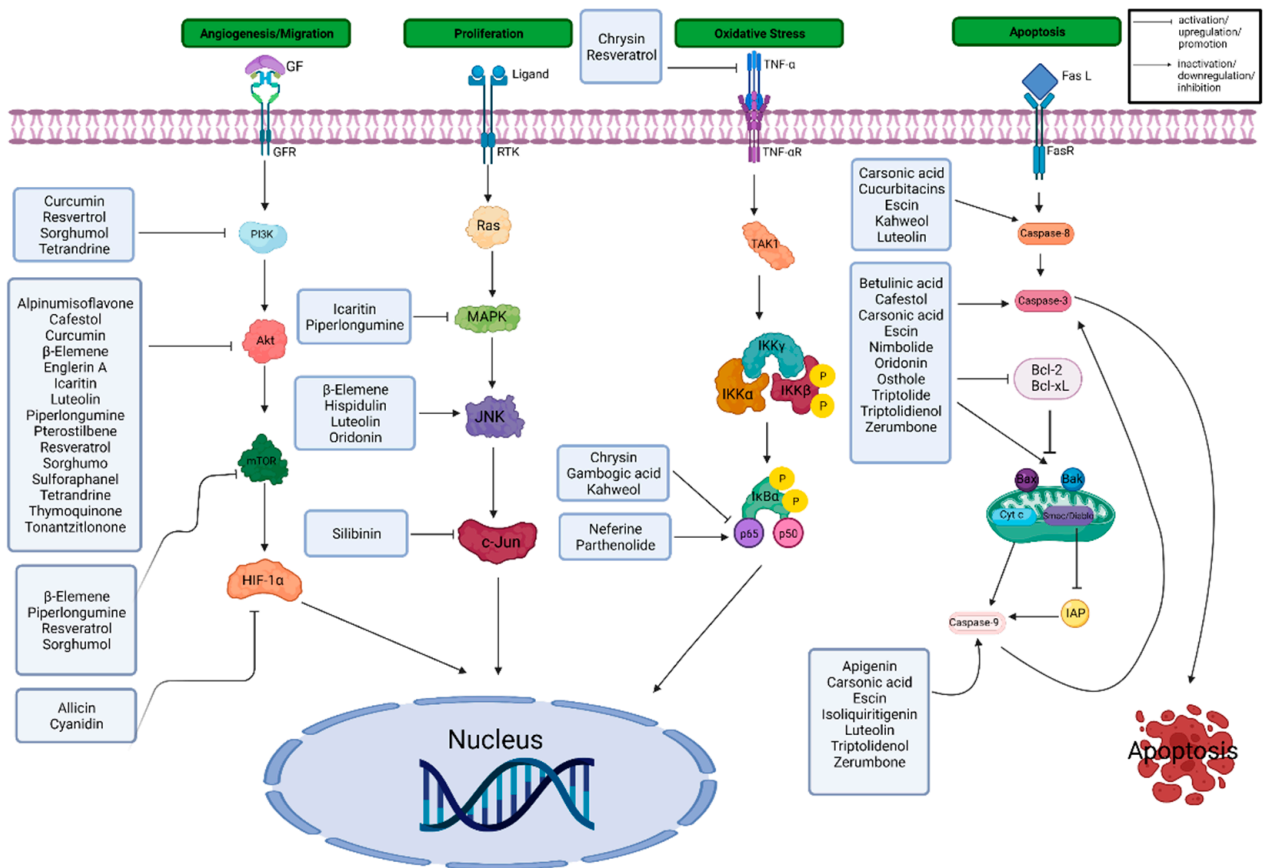 Angiogenesis/Migration
Proliferation
Chrysin
Resveratrol
Oxidative Stress
Apoptosis
activation/
upregulation/
promotion
inactivation/
downregulation/
inhibition
GF
Ligand
TNF-α
Fas L
GFR
RTK
TNF-αR
FasR
Curcumin
Resvertrol
Sorghumol
Tetrandrine
PI3K
Ras
TAK1
Carsonic acid
Cucurbitacins
Escin
Kahweol
Luteolin
Caspase-8
Alpinumisoflavone
Cafestol
Curcumin
β-Elemene
Englerin A
Icaritin
Luteolin
Piperlongumine
Pterostilbene
Resveratrol
Sorghumo
Sulforaphanel
Tetrandrine
Thymoquinone
Tonantzitlonone
Akt
Icaritin
Piperlongumine
MAPK
IKKγ
IKKα
IKKβ
P
P
Betulinic acid
Cafestol
Carsonic acid
Escin
Nimbolide
Oridonin
Osthole
Triptolide
Triptolidienol
Zerumbone
Caspase-3
Bcl-2
Bcl-xL
β-Elemene
Hispidulin
Luteolin
Oridonin
JNK
mTOR
Chrysin
Gambogic acid
Kahweol
P
IκBα
P
p65
p50
Neferine
Parthenolide
Bax
Bak
Cyt c
Smac/Diablo
Silibinin
c-Jun
β-Elemene
Piperlongumine
Resveratrol
Sorghumol
HIF-1α
IAP
Caspase-9
Allicin
Cyanidin
Apigenin
Carsonic acid
Escin
Isoliquiritigenin
Luteolin
Triptolidenol
Zerumbone
Nucleus
Apoptosis